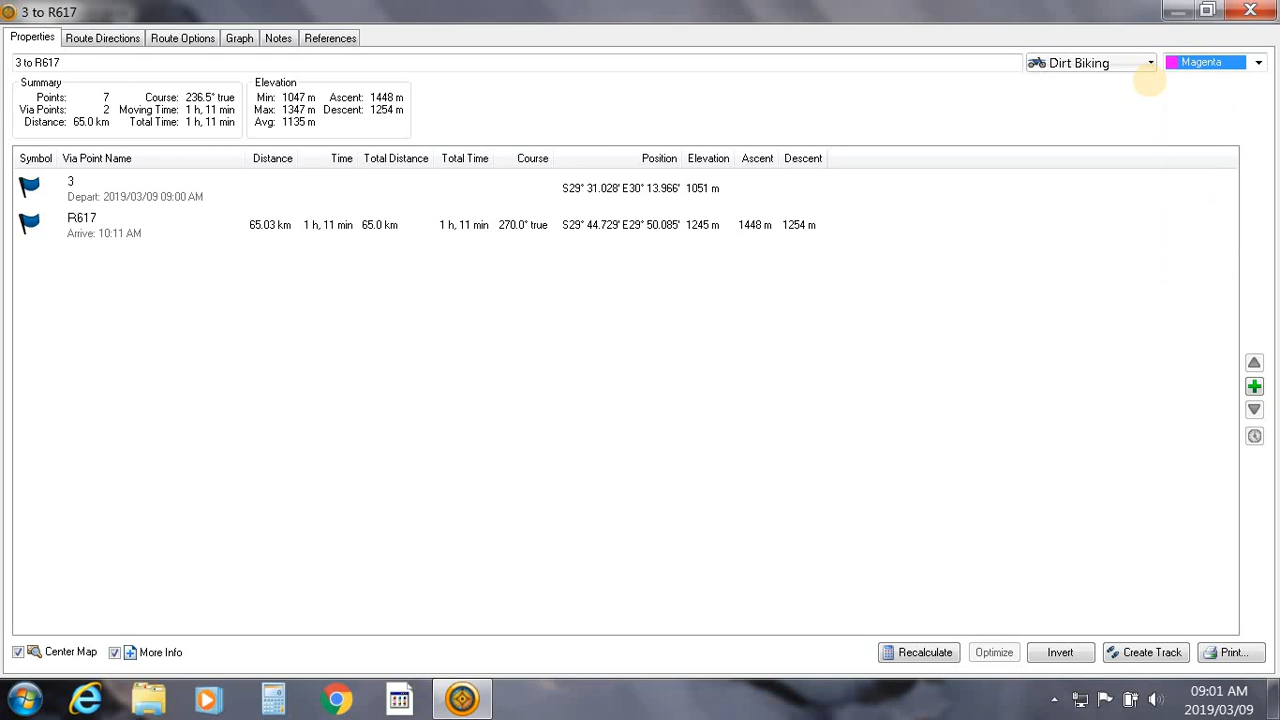 3 to R617
Properties Route Directions Route Options Graph Notes References
3 to R617 Dirt Biking Magenta
Summary Elevation
Points: 7 Course: 236.5° true Min: 1047 m Ascent: 1448 m
Via Points: 2 Moving Time: 1 h, 11 min Max: 1347 m Descent: 1254 m
Distance: 65.0 km Total Time: 1 h, 11 min Avg: 1135 m
Symbol Via Point Name Distance Time Total Distance Total Time Course Position Elevation Ascent Descent
3
S29° 31.028' E30° 13.966' 1051 m
Depart: 2019/03/09 09:00 AM
R617
65.03 km 1 h, 11 min 65.0 km 1 h, 11 min 270.0° true S29° 44.729' E29° 50.085' 1245 m 1448 m 1254 m
Arrive: 10:11 AM
Center Map More Info Recalculate Optimize Invert Create Track Print...
09:01 AM
2019/03/09